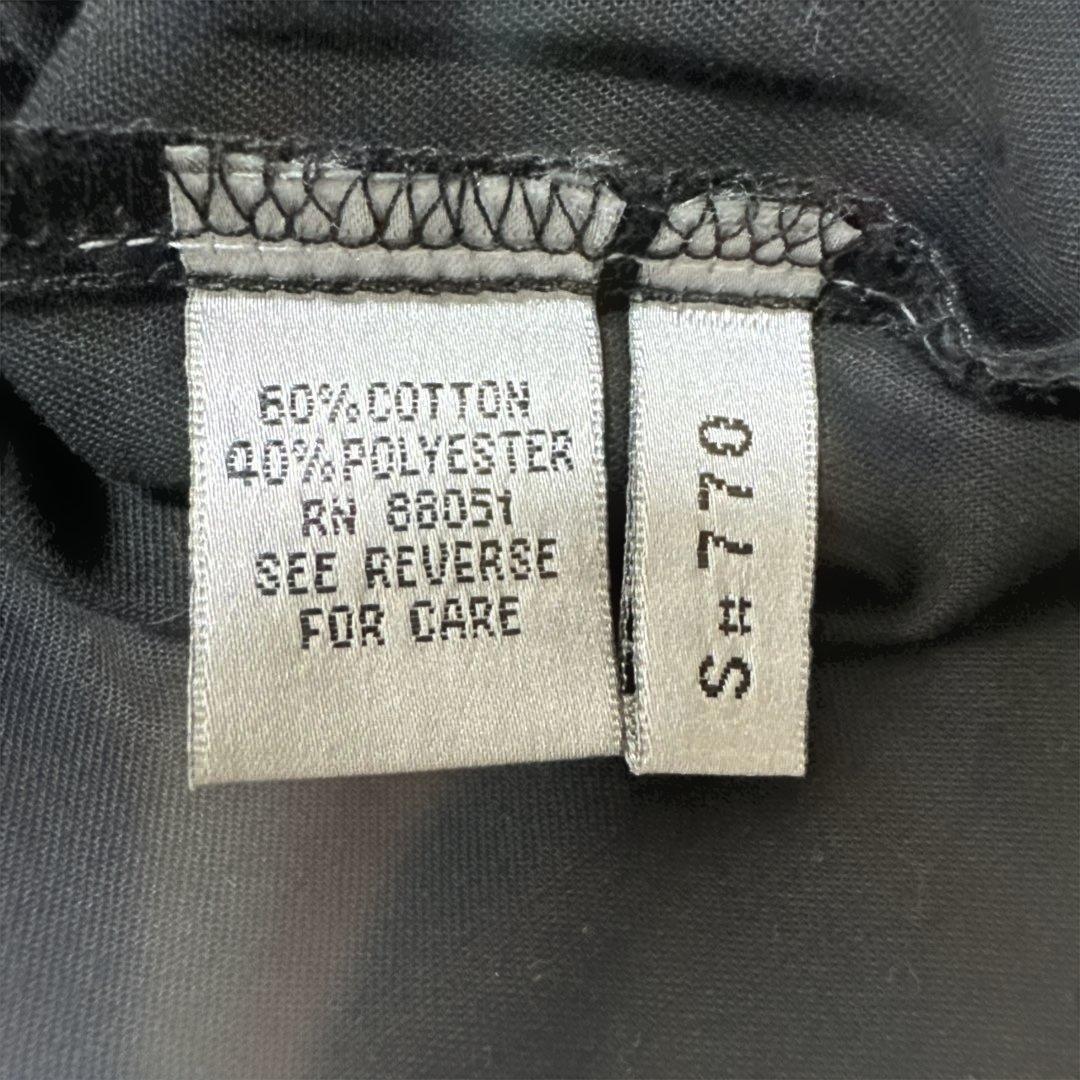 60% COTTON
40% POLYESTER
RN 88051
SEE REVERSE
FOR CARE
S# 770